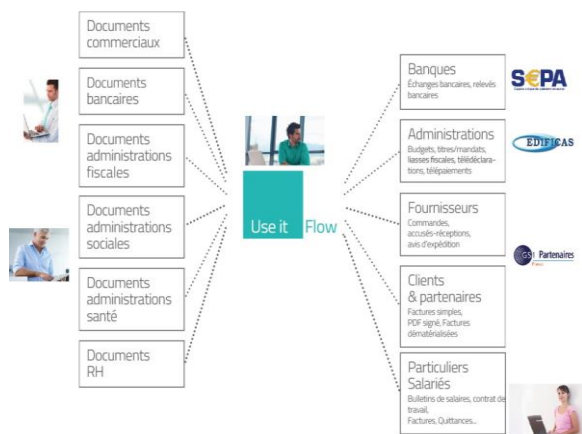 Documents
commerciaux
Documents
bancaires
Documents
administrations
fiscales
Documents
administrations
sociales
Documents
administrations
santé
Documents
RH
Use it Flow
Banques
Échanges bancaires, relevés
bancaires
Administrations
Budgets, titres/mandats,
liasses fiscales, télédéclara-
tions, télépaiements
Fournisseurs
Commandes,
accusés-réceptions,
avis d'expédition
Clients
& partenaires
Factures simples,
PDF signé, Factures
dématérialisées
Particuliers
Salariés
Bulletins de salaires, contrat de
travail,
Factures, Quittances...
S€PA
EDIFICAS
GS1 Partenaires